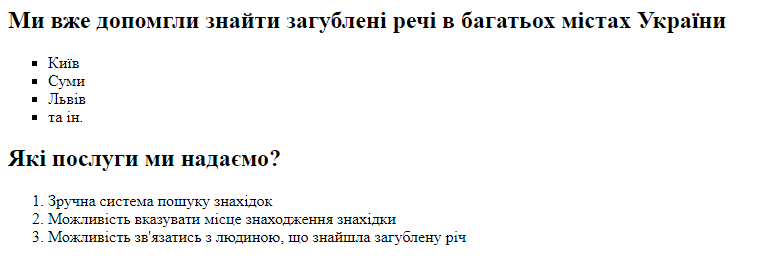 Ми вже допомгли знайти загублені речі в багатьох містах України
Київ
Суми
Львів
та ін.
Які послуги ми надаємо?
1. Зручна система пошуку знахідок
2. Можливість вказувати місце знаходження знахідки
3. Можливість зв'язатись з людиною, що знайшла загублену річ